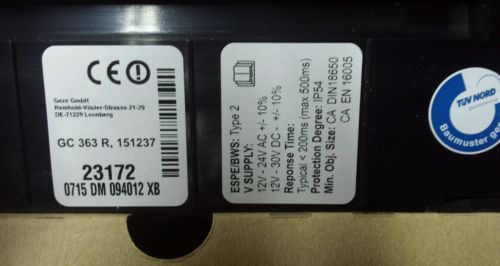 CE
Geze GmbH
Reinhold-Vöster-Strasse 21-29
DE-71229 Leonberg
GC 363 R, 151237
23172
0715 DM 094012 XB
ESPE/BWS: Type 2
V SUPPLY:
12V - 24V AC +/- 10%
12V - 30V DC - +/- 10%
Reponse Time:
Typical < 200ms (max 500ms)
Protection Degree: IP54
Min. Obj. Size: CA DIN18650
CA EN 16005
TÜV NORD
Baumuster